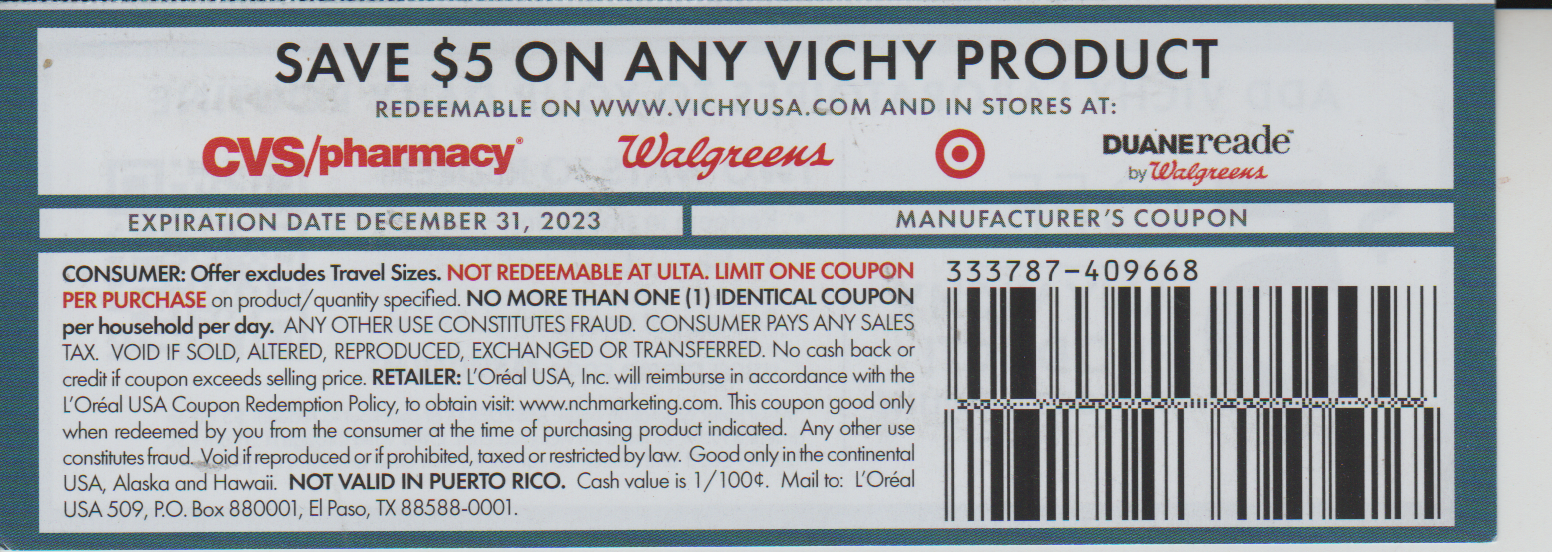 SAVE $5 ON ANY VICHY PRODUCT
REDEEMABLE ON WWW.VICHYUSA.COM AND IN STORES AT:
CVS/pharmacy® Walgreens DUANEreade™
by Walgreens
EXPIRATION DATE DECEMBER 31, 2023 MANUFACTURER'S COUPON
CONSUMER: Offer excludes Travel Sizes. NOT REDEEMABLE AT ULTA. LIMIT ONE COUPON
PER PURCHASE on product/quantity specified. NO MORE THAN ONE (1) IDENTICAL COUPON
per household per day. ANY OTHER USE CONSTITUTES FRAUD. CONSUMER PAYS ANY SALES
TAX. VOID IF SOLD, ALTERED, REPRODUCED, EXCHANGED OR TRANSFERRED. No cash back or
credit if coupon exceeds selling price. RETAILER: L'Oréal USA, Inc. will reimburse in accordance with the
L'Oréal USA Coupon Redemption Policy, to obtain visit: www.nchmarketing.com. This coupon good only
when redeemed by you from the consumer at the time of purchasing product indicated. Any other use
constitutes fraud. Void if reproduced or if prohibited, taxed or restricted by law. Good only in the continental
USA, Alaska and Hawaii. NOT VALID IN PUERTO RICO. Cash value is 1/100¢. Mail to: L'Oréal
USA 509, P.O. Box 880001, El Paso, TX 88588-0001.
333787-409668